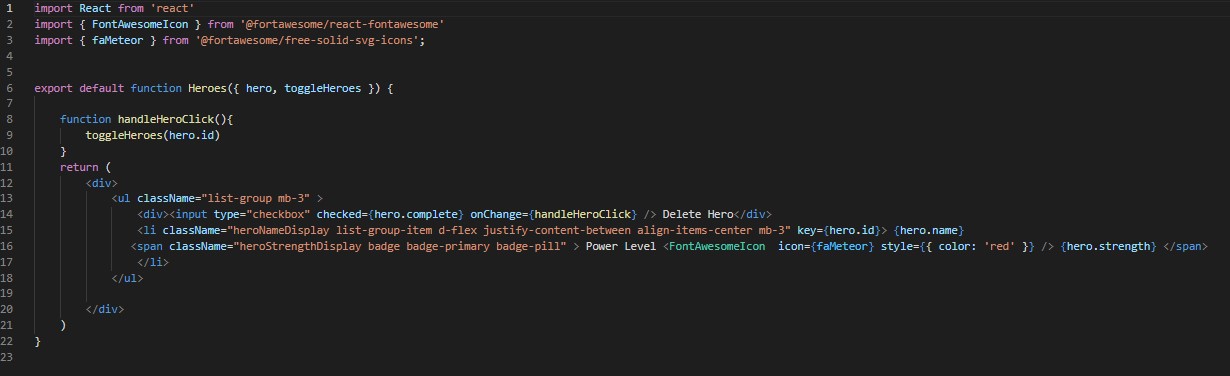 1 import React from 'react'
2 import { FontAwesomeIcon } from '@fortawesome/react-fontawesome'
3 import { faMeteor } from '@fortawesome/free-solid-svg-icons';
4
5
6 export default function Heroes({ hero, toggleHeroes }) {
7
8     function handleHeroClick(){
9         toggleHeroes(hero.id)
10     }
11     return (
12         <div>
13             <ul className="list-group mb-3" >
14                 <div><input type="checkbox" checked={hero.complete} onChange={handleHeroClick} /> Delete Hero</div>
15                 <li className="heroNameDisplay list-group-item d-flex justify-content-between align-items-center mb-3" key={hero.id}> {hero.name}
16                <span className="heroStrengthDisplay badge badge-primary badge-pill" > Power Level <FontAwesomeIcon  icon={faMeteor} style={{ color: 'red' }} /> {hero.strength} </span>
17                 </li>
18             </ul>
19
20         </div>
21     )
22 }
23